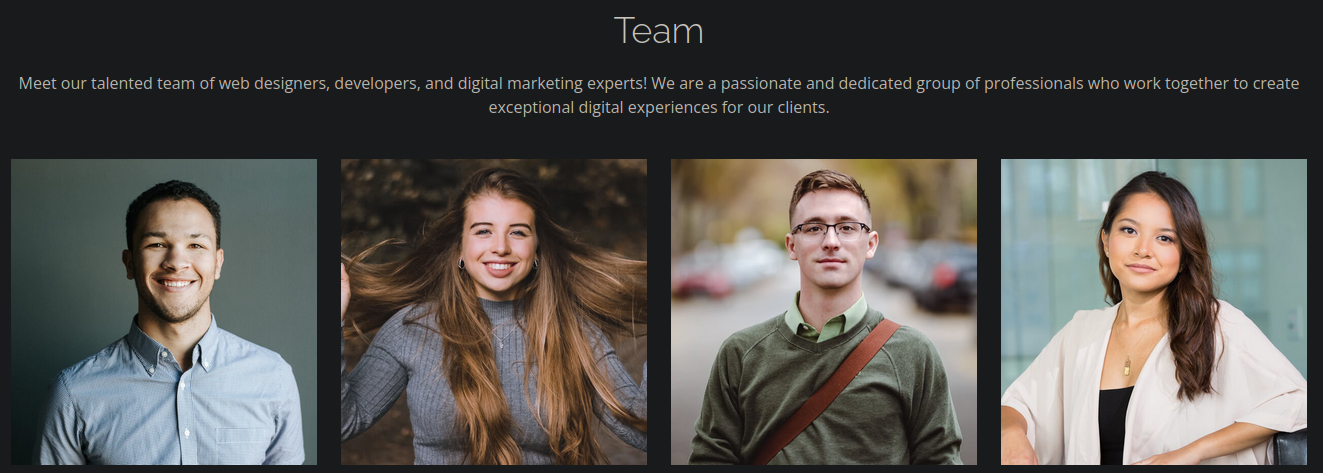 Team
Meet our talented team of web designers, developers, and digital marketing experts! We are a passionate and dedicated group of professionals who work together to create
exceptional digital experiences for our clients.